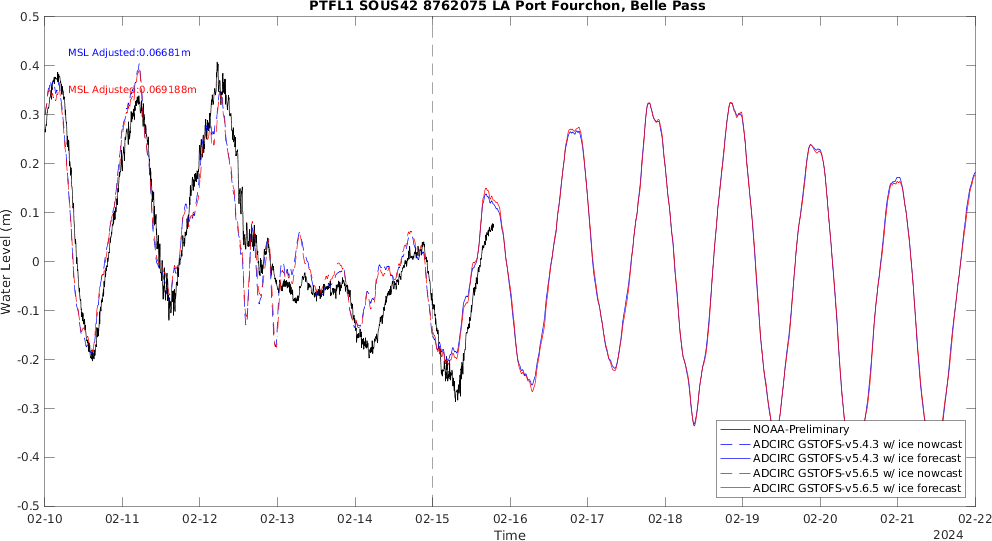 PTFL1 SOUS42 8762075 LA Port Fourchon, Belle Pass
0.5
0.4
0.3
0.2
0.1
0
-0.1
-0.2
-0.3
-0.4
-0.5
Water Level (m)
MSL Adjusted:0.06681m
MSL Adjusted:0.069188m
NOAA-Preliminary
ADCIRC GSTOFS-v5.4.3 w/ ice nowcast
ADCIRC GSTOFS-v5.4.3 w/ ice forecast
ADCIRC GSTOFS-v5.6.5 w/ ice nowcast
ADCIRC GSTOFS-v5.6.5 w/ ice forecast
02-10 02-11 02-12 02-13 02-14 02-15 02-16 02-17 02-18 02-19 02-20 02-21 02-22
Time
2024